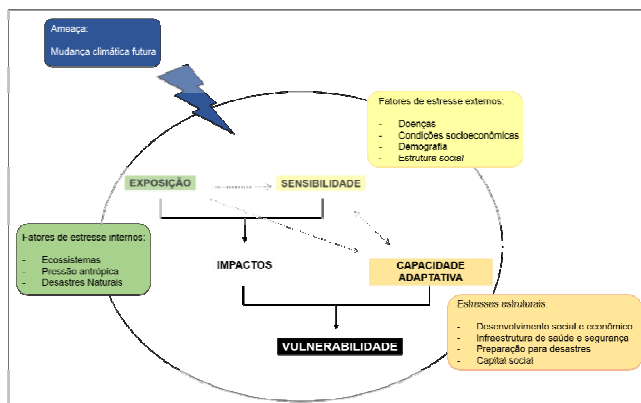 Ameaça:
Mudança climática futura
Fatores de estresse externos:
- Doenças
- Condições socioeconômicas
- Demografia
- Estrutura social
EXPOSIÇÃO
SENSIBILIDADE
Fatores de estresse internos:
- Ecossistemas
- Pressão antrópica
- Desastres Naturais
IMPACTOS
CAPACIDADE
ADAPTATIVA
VULNERABILIDADE
Estresses estruturais
- Desenvolvimento social e econômico
- Infraestrutura de saúde e segurança
- Preparação para desastres
- Capital social